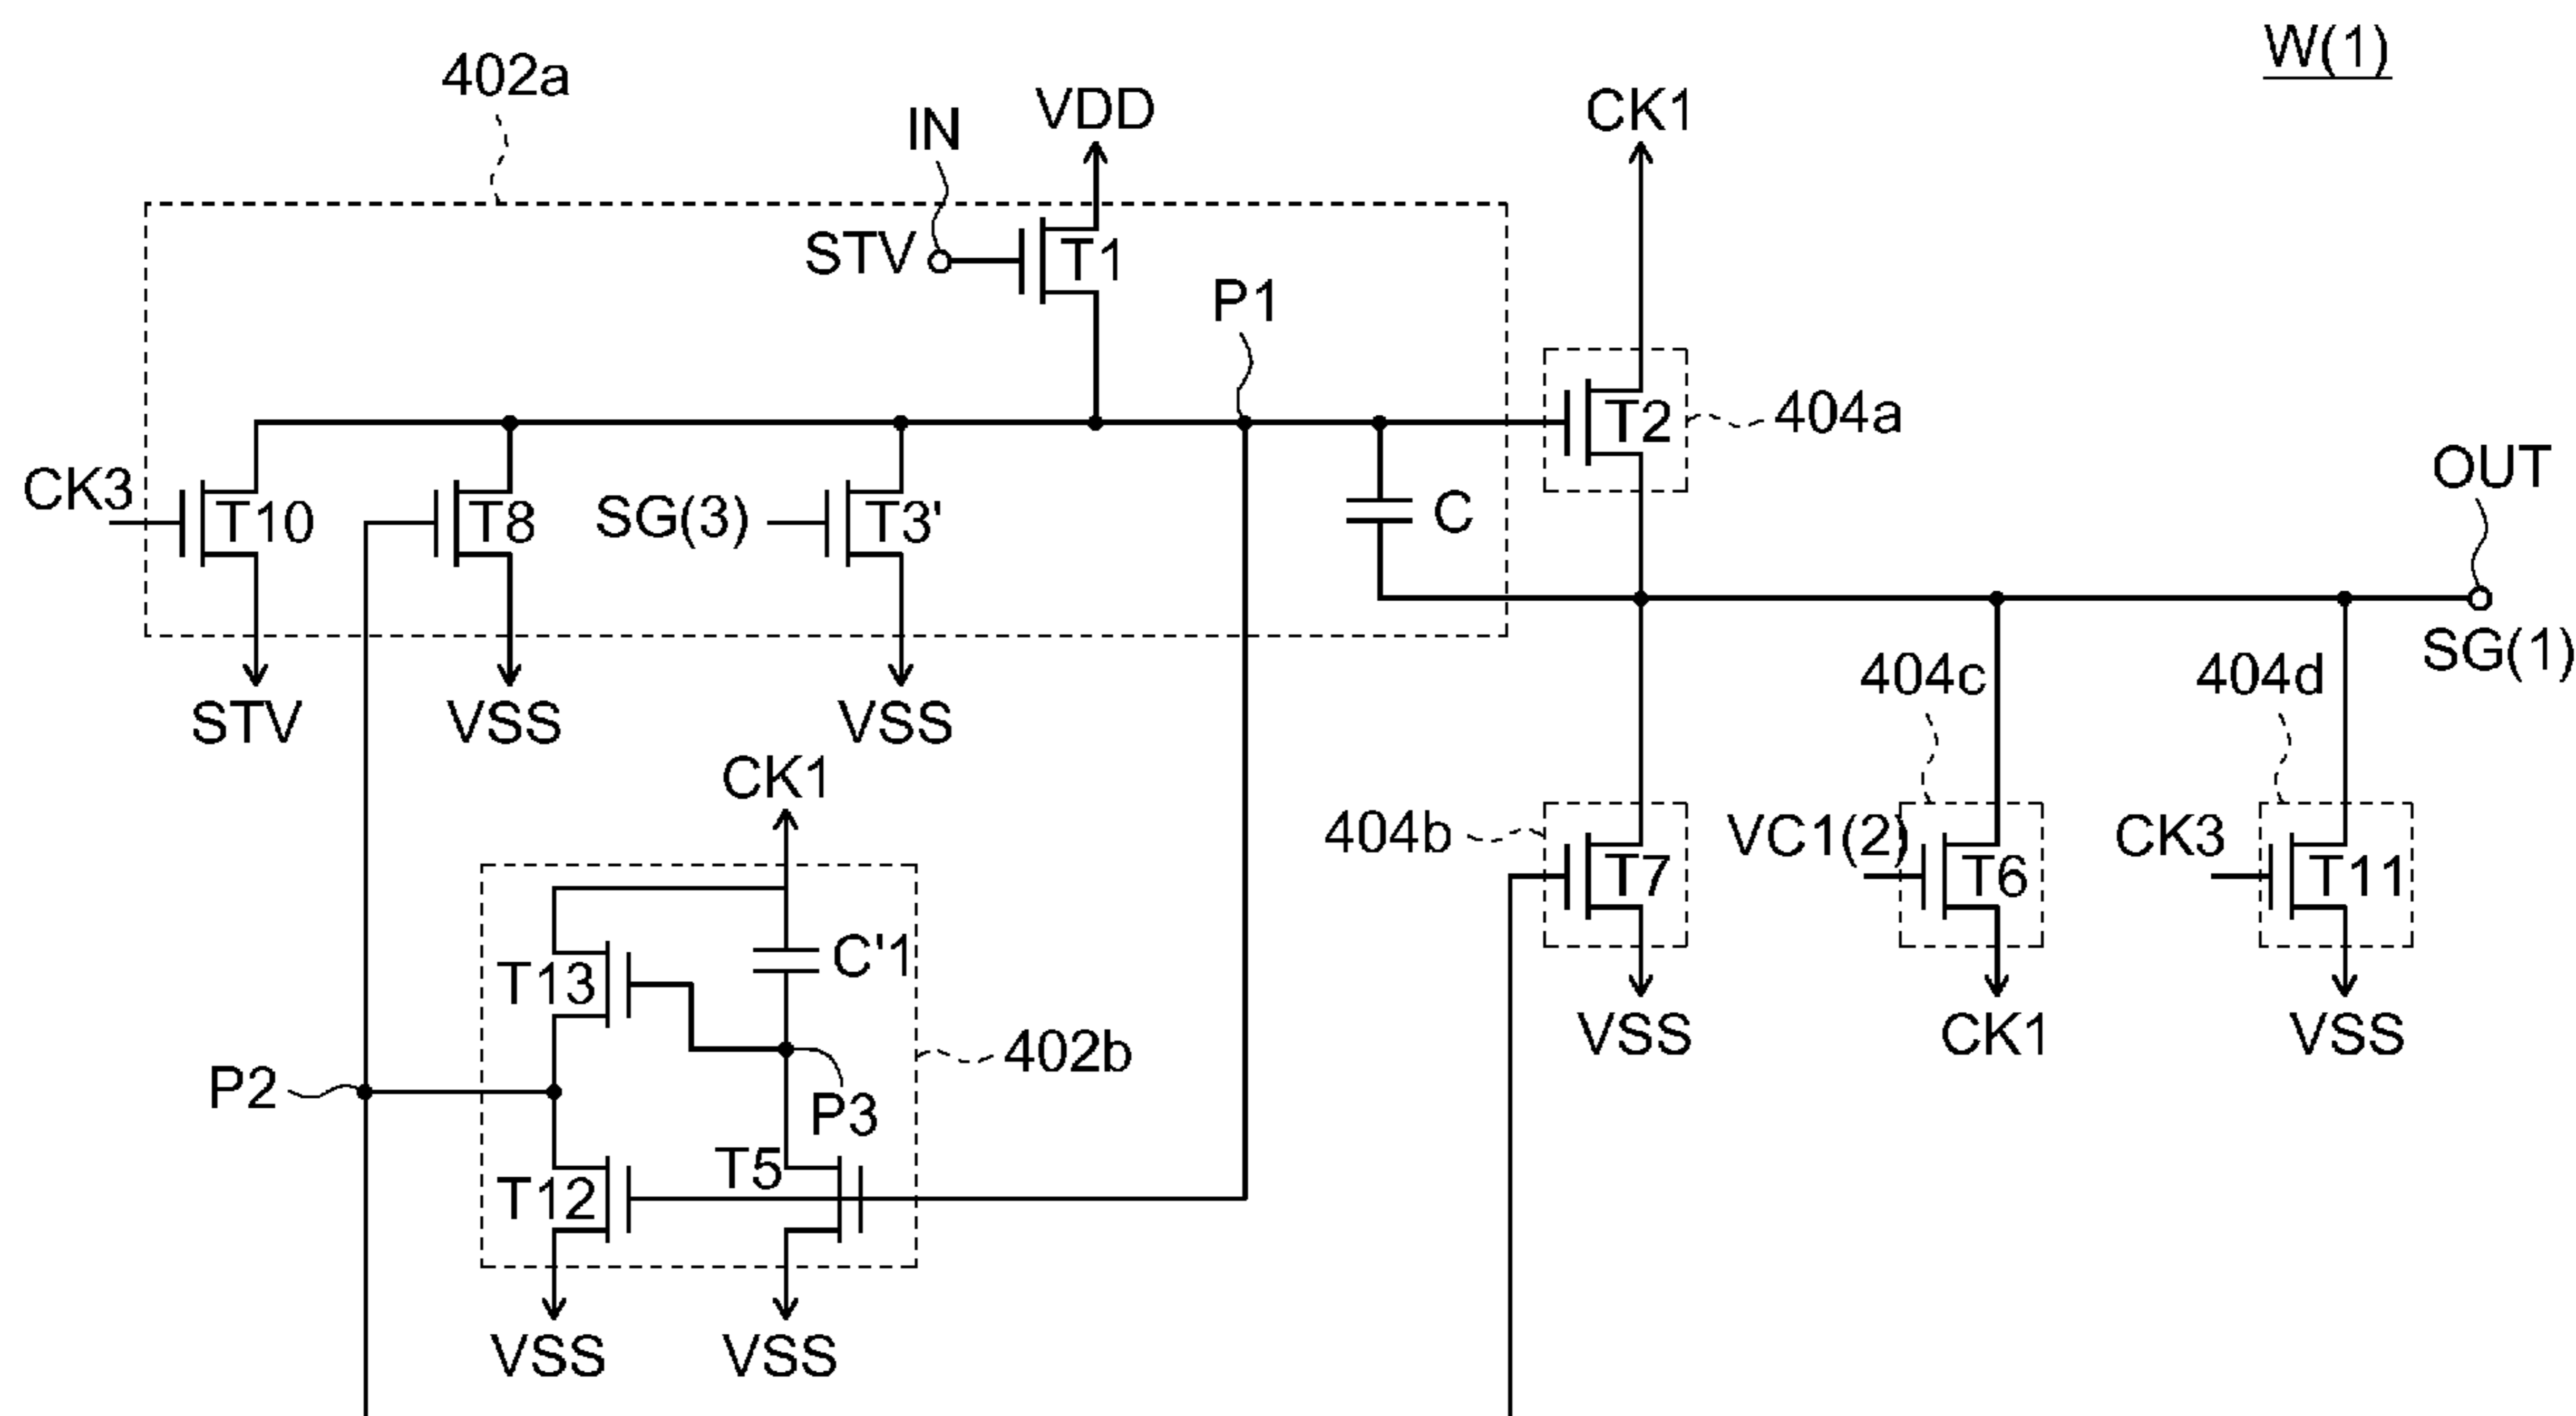 W(1)
402a
IN
VDD
CK1
STV
T1
P1
T2
404a
OUT
CK3
T10
T8
SG(3)
T3'
C
SG(1)
STV
VSS
VSS
404c
404d
CK1
404b
T7
VC1(2)
T6
CK3
T11
C'1
T13
VSS
CK1
VSS
402b
P2
P3
T5
T12
VSS
VSS